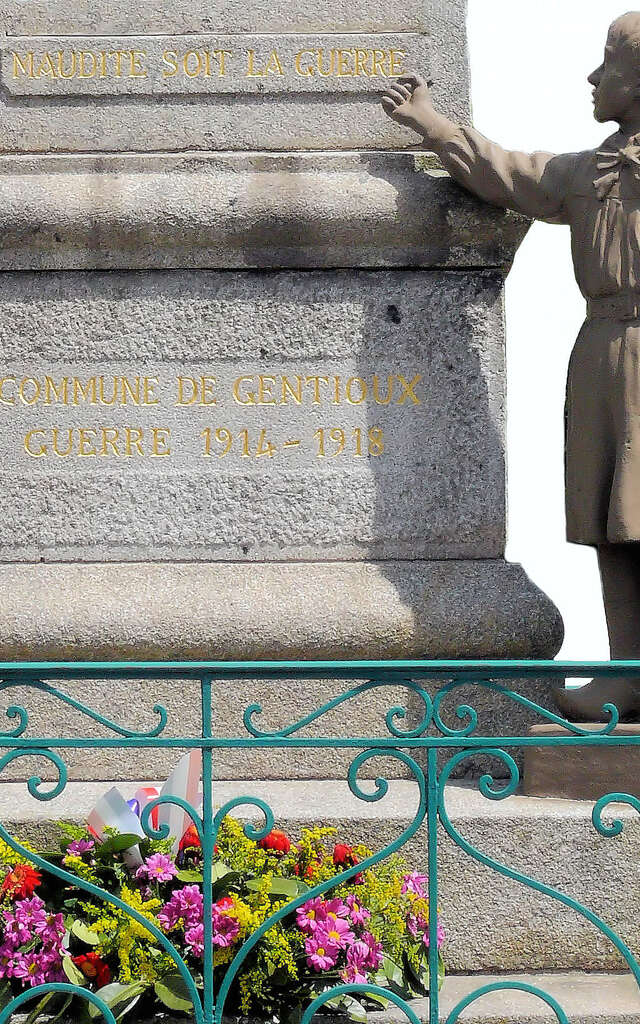 MAUDITE SOIT LA GUERRE
COMMUNE DE GENTIOUX
GUERRE 1914-1918